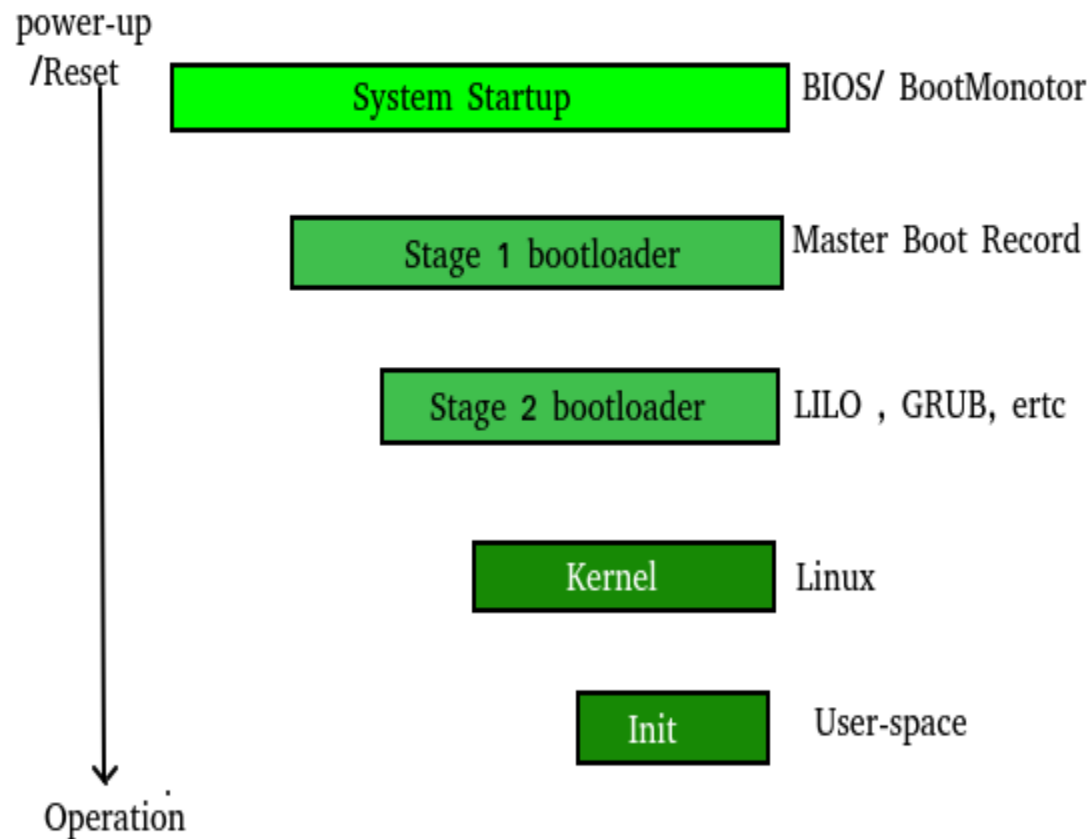 power-up
/Reset
System Startup
BIOS/ BootMonotor
Stage 1 bootloader
Master Boot Record
Stage 2 bootloader
LILO , GRUB, ertc
Kernel
Linux
Init
User-space
Operation